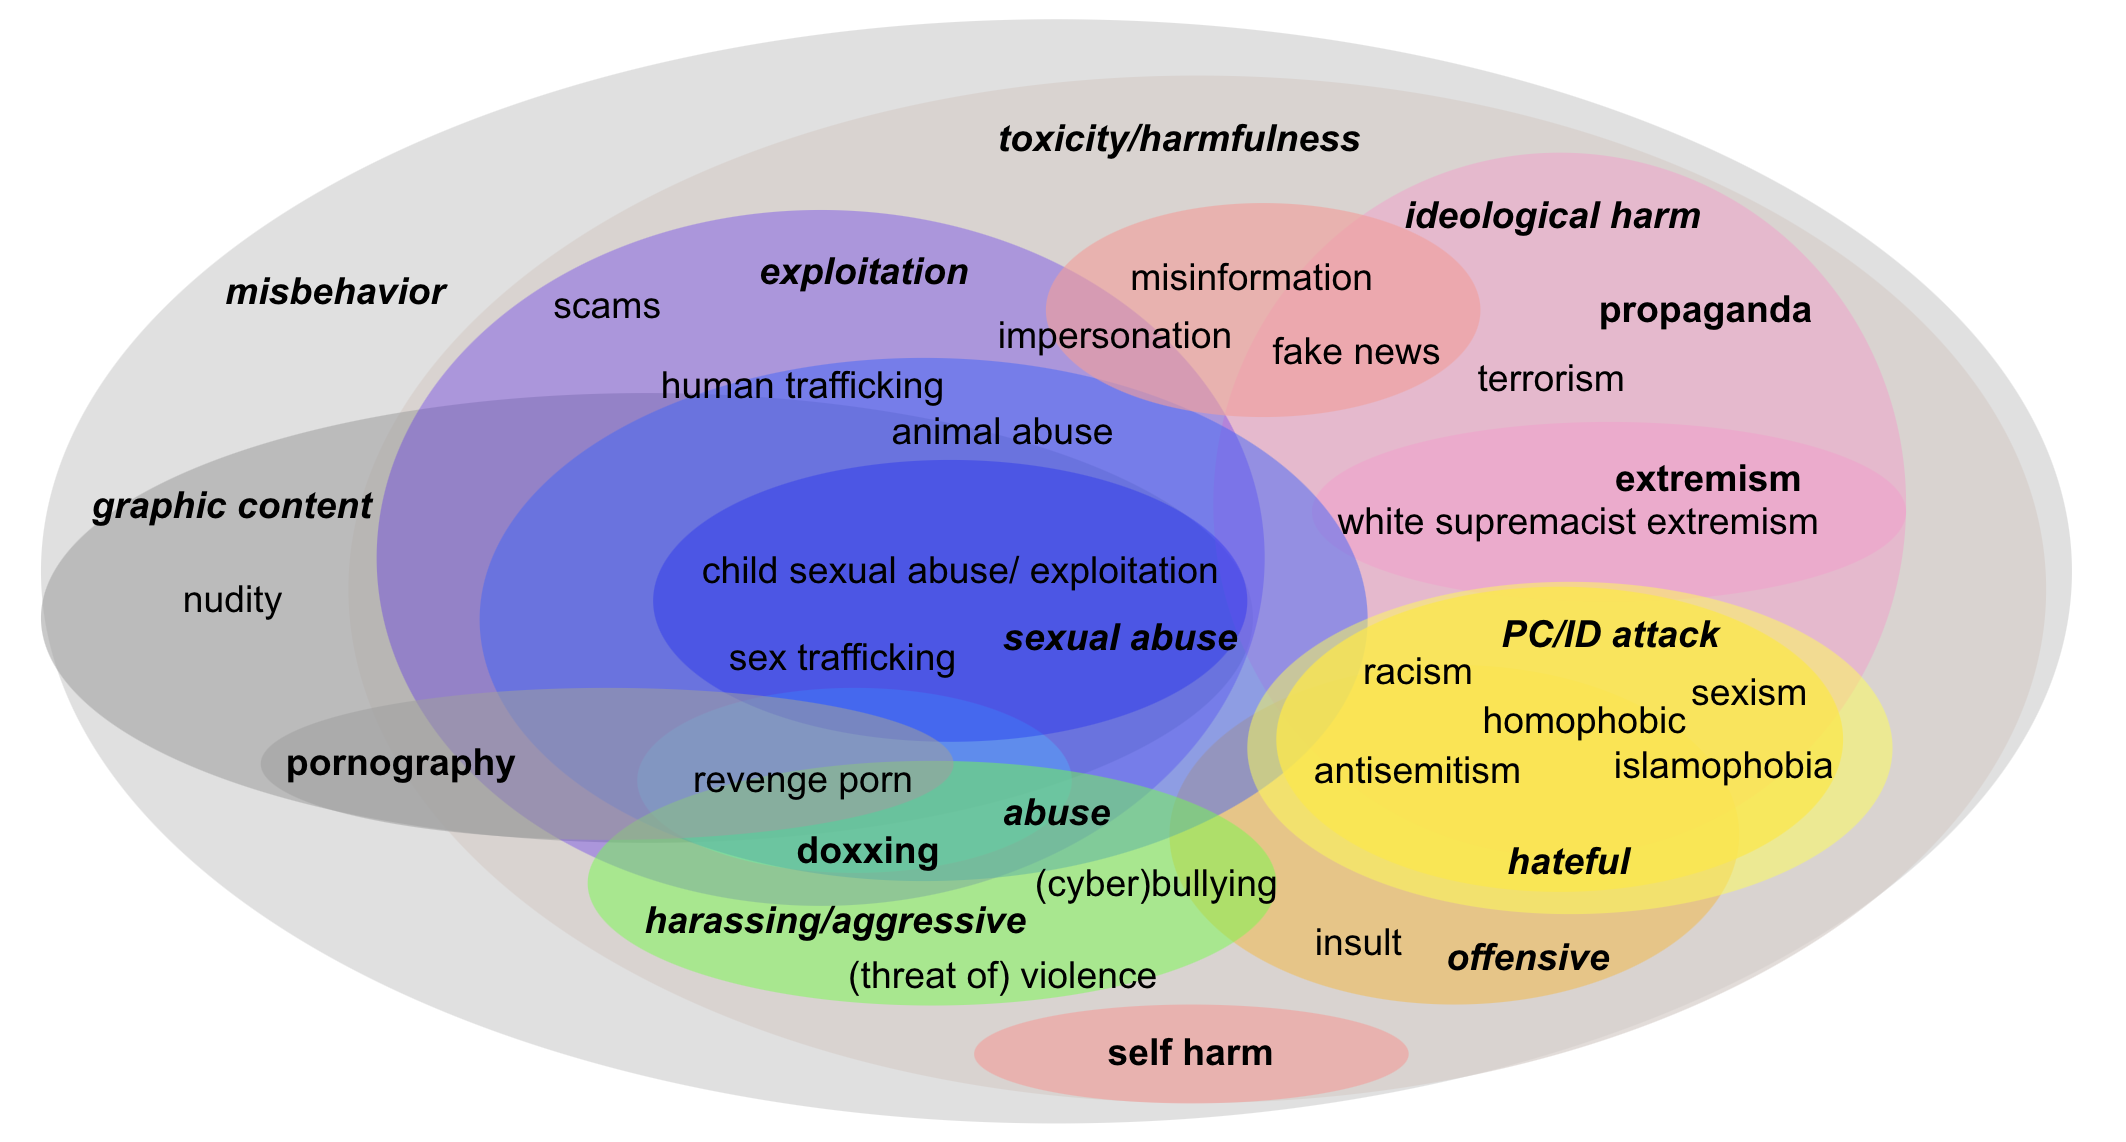 toxicity/harmfulness
ideological harm
exploitation
misinformation
misbehavior
scams
propaganda
impersonation
fake news
human trafficking
terrorism
animal abuse
extremism
graphic content
white supremacist extremism
child sexual abuse/ exploitation
nudity
PC/ID attack
sexual abuse
sex trafficking
racism
sexism
homophobic
pornography
antisemitism
islamophobia
revenge porn
abuse
doxxing
hateful
(cyber)bullying
harassing/aggressive
insult
offensive
(threat of) violence
self harm